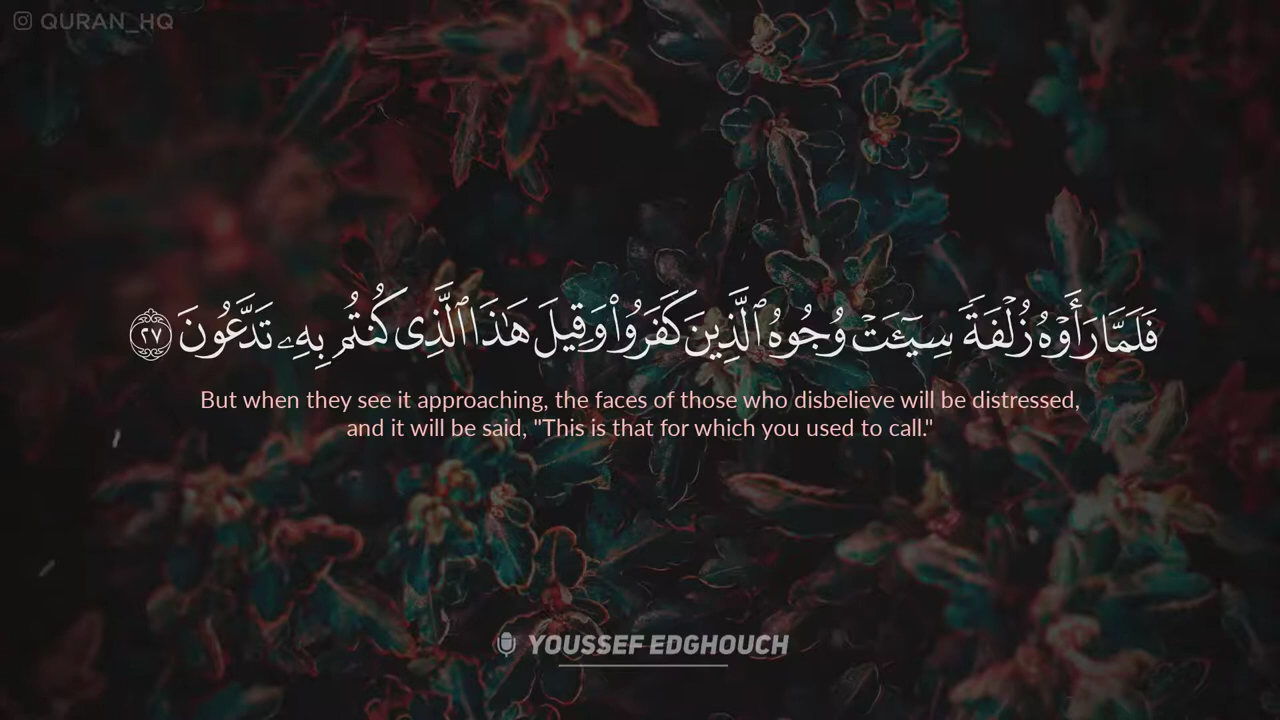 QURAN_HQ
فَلَمَّا رَأَوْهُ زُلْفَةً سِيٓـَٔتْ وُجُوهُ ٱلَّذِينَ كَفَرُوا۟ وَقِيلَ هَـٰذَا ٱلَّذِى كُنتُم بِهِۦ تَدَّعُونَ ٢٧
But when they see it approaching, the faces of those who disbelieve will be distressed,
and it will be said, "This is that for which you used to call."
YOUSSEF EDGHOUCH